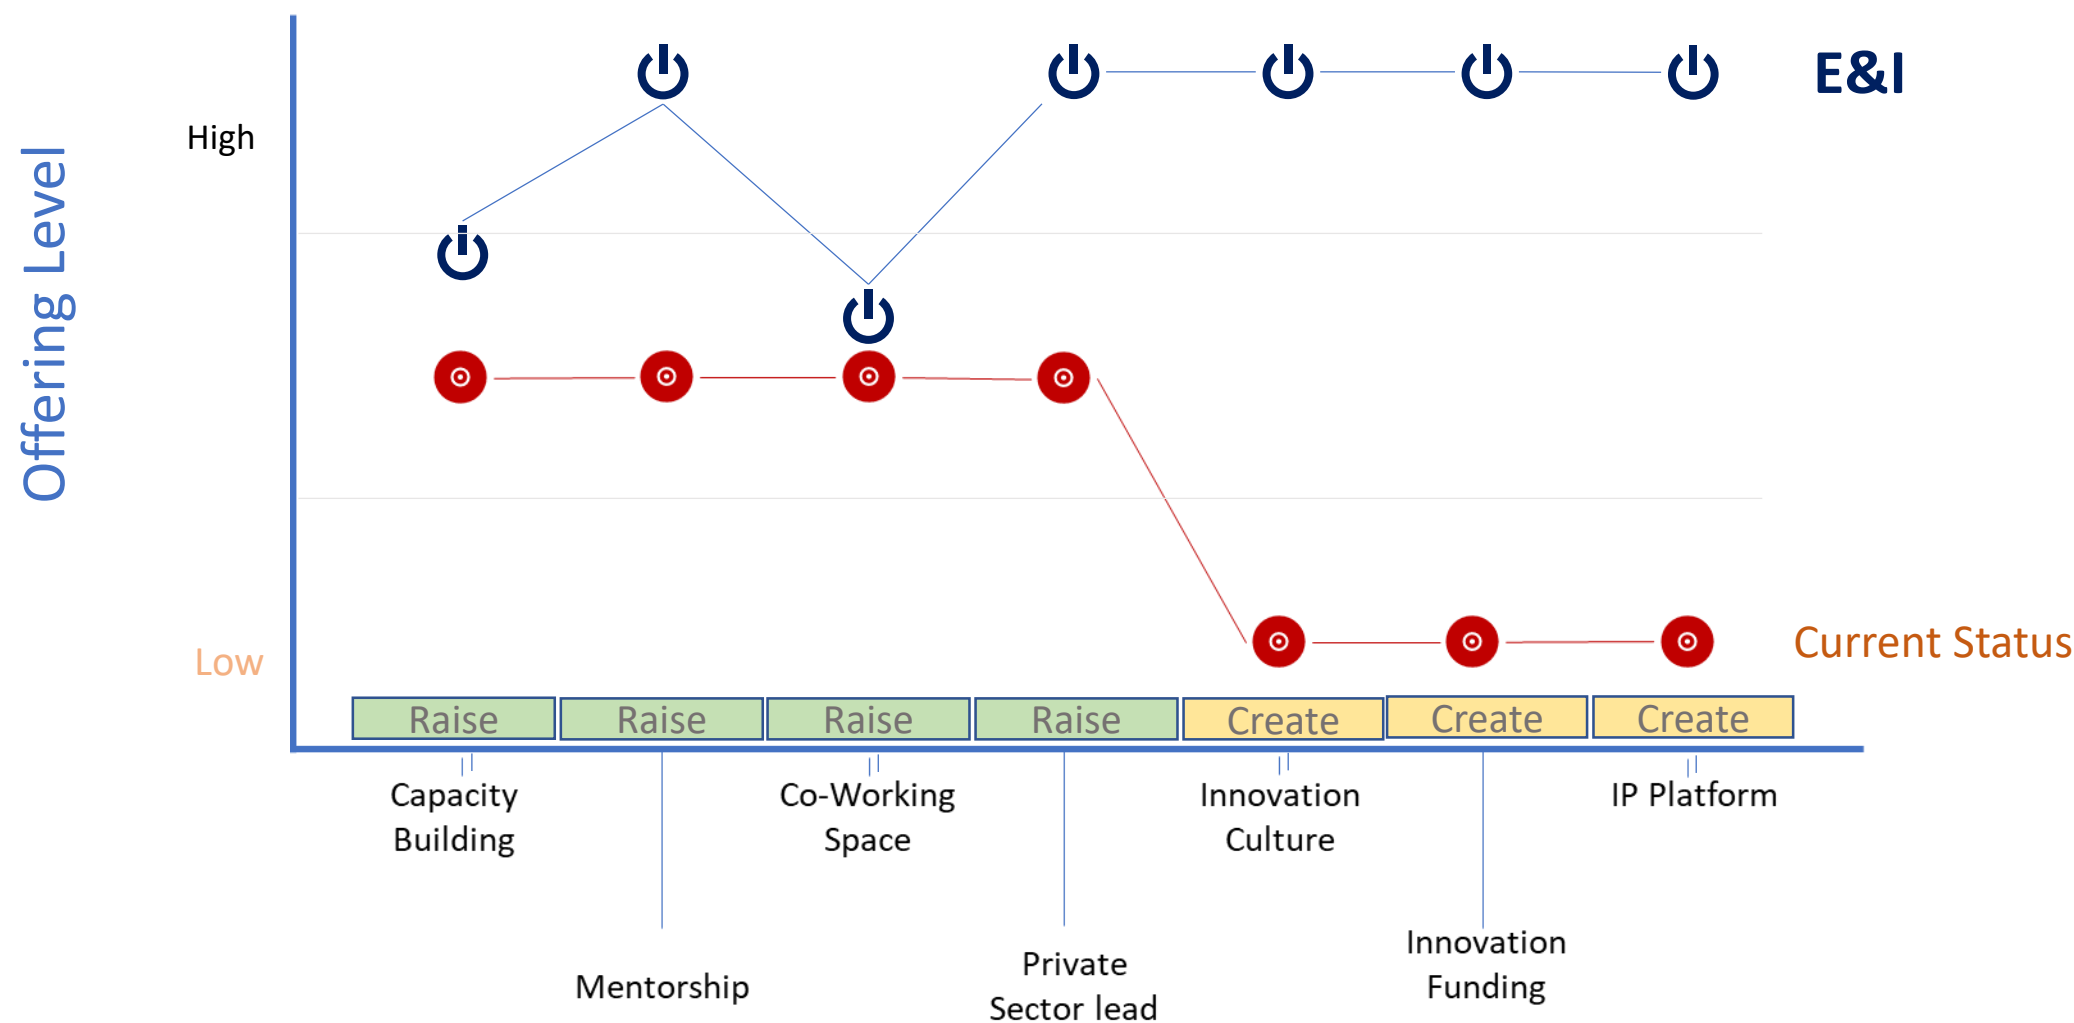 E&I
High
Offering Level
Low
Current Status
Raise
Raise
Raise
Raise
Create
Create
Create
Capacity
Building
Mentorship
Co-Working
Space
Private
Sector lead
Innovation
Culture
Innovation
Funding
IP Platform